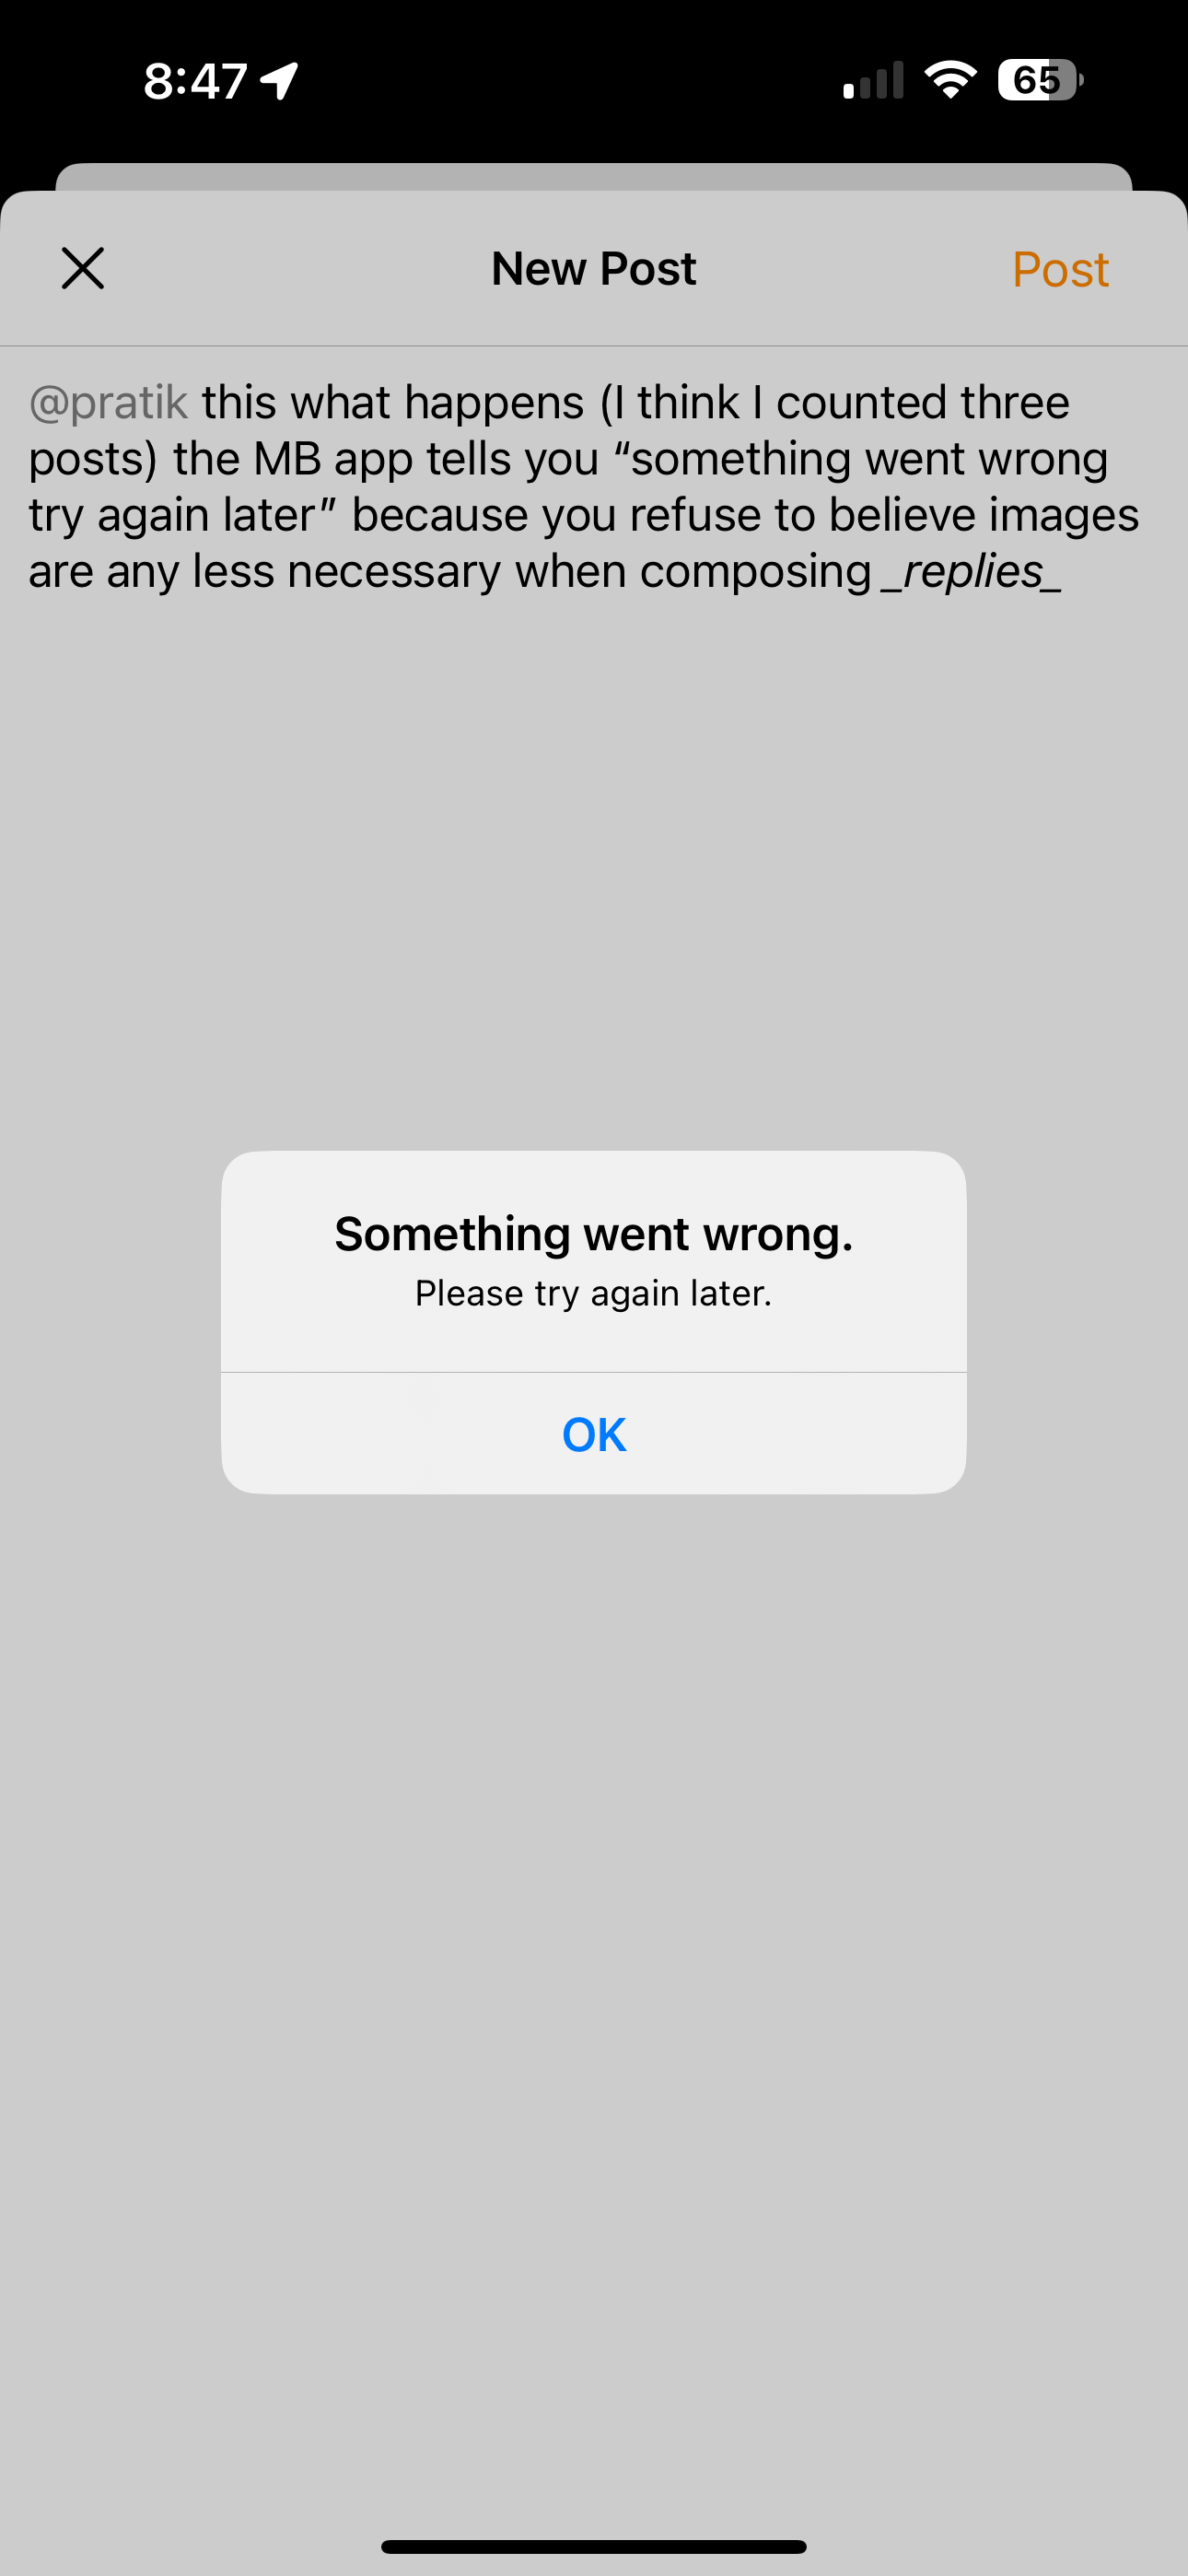 8:47
65
New Post
Post
@pratik this what happens (I think I counted three
posts) the MB app tells you “something went wrong
try again later” because you refuse to believe images
are any less necessary when composing _replies_
Something went wrong.
Please try again later.
OK